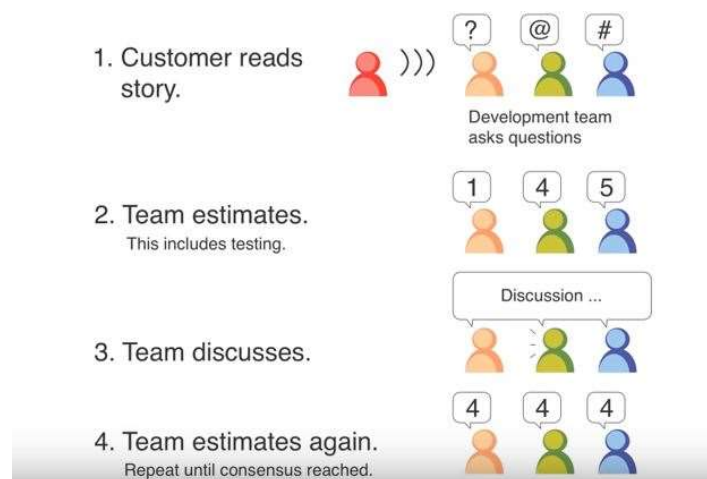 1. Customer reads
story.
? @ #
Development team
asks questions
2. Team estimates.
This includes testing.
1 4 5
Discussion ...
3. Team discusses.
4. Team estimates again.
Repeat until consensus reached.
4 4 4